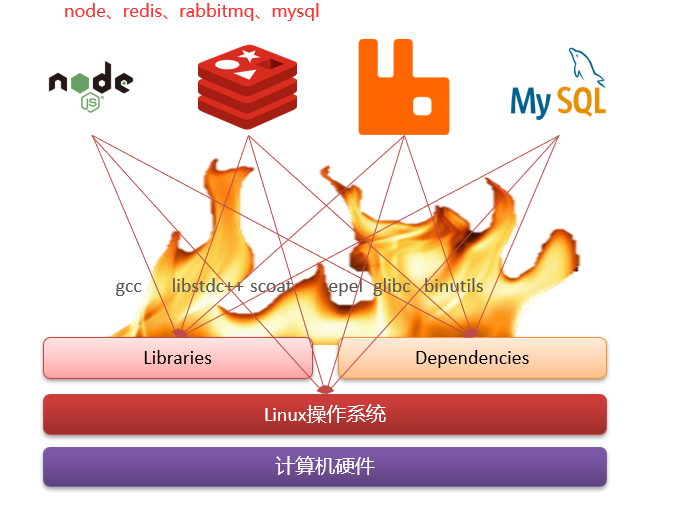 node、redis、rabbitmq、mysql
node
JS
MySQL
gcc libstdc++ scoat epel glibc binutils
Libraries Dependencies
Linux操作系统
计算机硬件